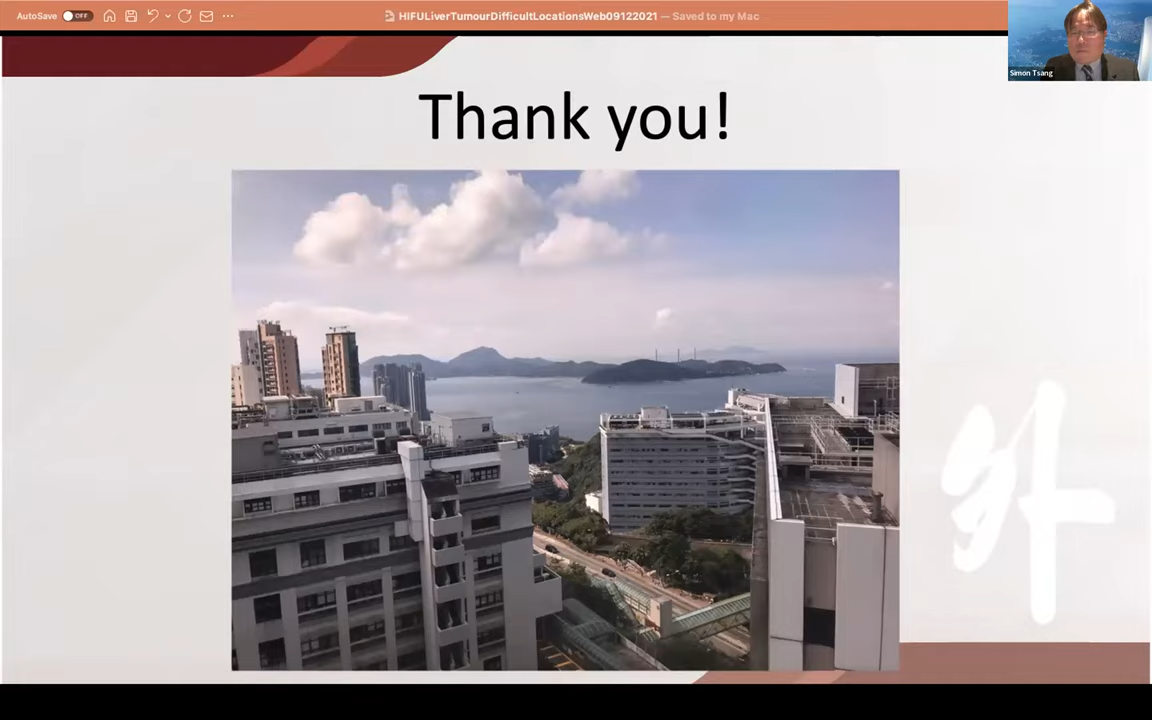 AutoSave OFF
HIFULiverTumourDifficultLocationsWeb09122021 — Saved to my Mac
Simon Tsang
Thank you!
外